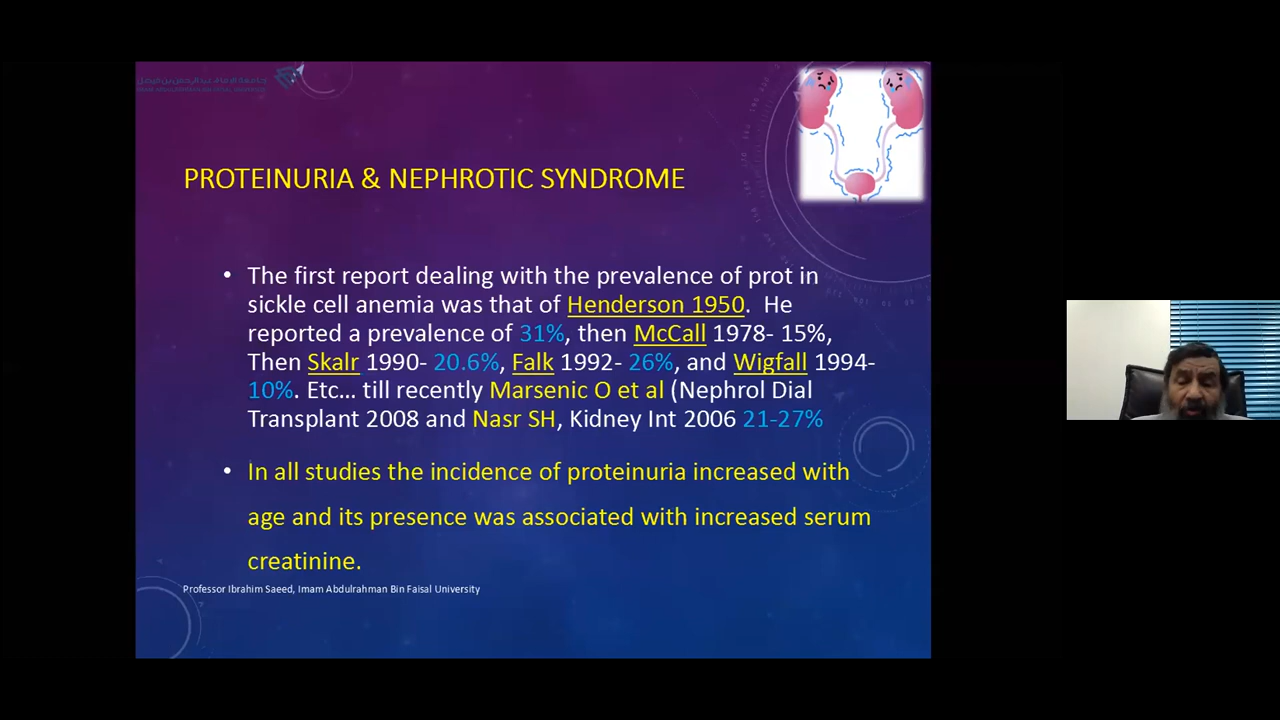 PROTEINURIA & NEPHROTIC SYNDROME
• The first report dealing with the prevalence of prot in
sickle cell anemia was that of Henderson 1950. He
reported a prevalence of 31%, then McCall 1978- 15%,
Then Skalr 1990- 20.6%, Falk 1992- 26%, and Wigfall 1994-
10%. Etc... till recently Marsenic O et al (Nephrol Dial
Transplant 2008 and Nasr SH, Kidney Int 2006 21-27%
• In all studies the incidence of proteinuria increased with
age and its presence was associated with increased serum
creatinine.
Professor Ibrahim Saeed, Imam Abdulrahman Bin Faisal University